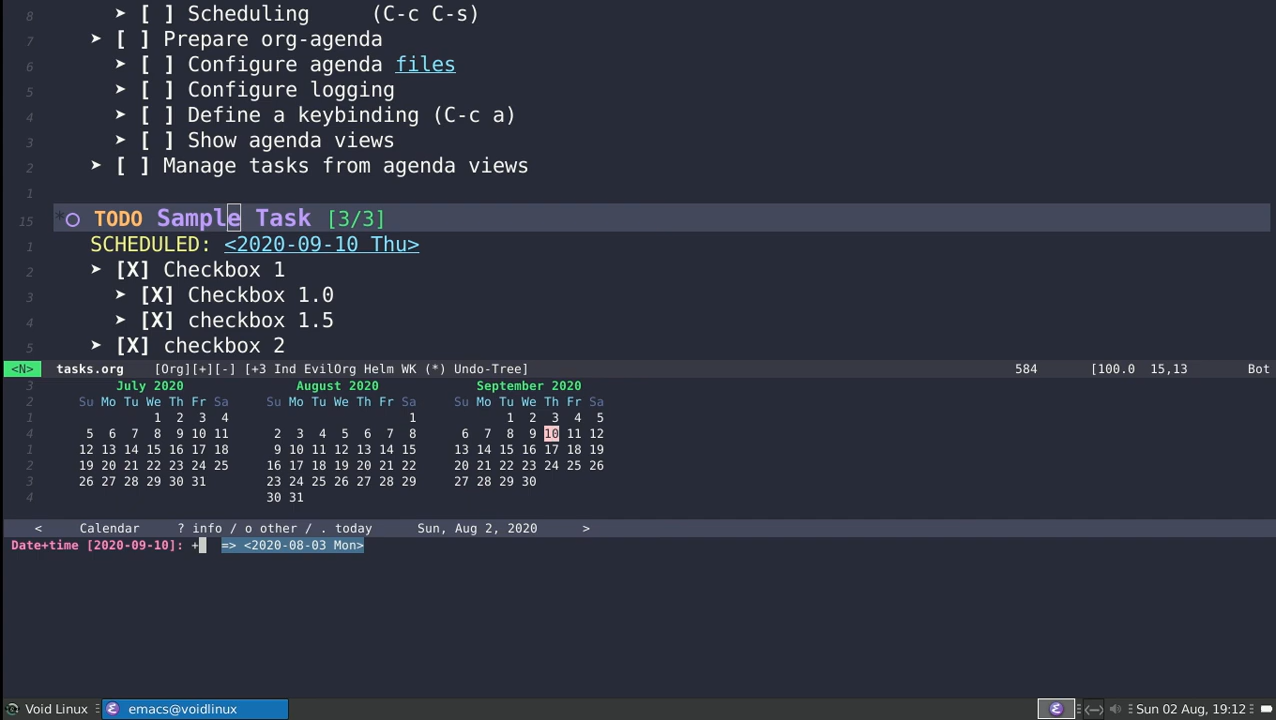 8 ➤ [ ] Scheduling (C-c C-s)
7 ➤ [ ] Prepare org-agenda
6 ➤ [ ] Configure agenda files
5 ➤ [ ] Configure logging
4 ➤ [ ] Define a keybinding (C-c a)
3 ➤ [ ] Show agenda views
2 ➤ [ ] Manage tasks from agenda views
1
15 *○ TODO Sample Task [3/3]
1 SCHEDULED: <2020-09-10 Thu>
2 ➤ [X] Checkbox 1
3 ➤ [X] Checkbox 1.0
4 ➤ [X] checkbox 1.5
5 ➤ [X] checkbox 2
<N> tasks.org [Org][+][-] [+3 Ind EvilOrg Helm WK (*) Undo-Tree] 584 [100.0 15,13 Bot
3 July 2020 August 2020 September 2020
2 Su Mo Tu We Th Fr Sa Su Mo Tu We Th Fr Sa Su Mo Tu We Th Fr Sa
1 1 2 3 4 1 1 2 3 4 5
4 5 6 7 8 9 10 11 2 3 4 5 6 7 8 6 7 8 9 10 11 12
1 12 13 14 15 16 17 18 9 10 11 12 13 14 15 13 14 15 16 17 18 19
2 19 20 21 22 23 24 25 16 17 18 19 20 21 22 20 21 22 23 24 25 26
3 26 27 28 29 30 31 23 24 25 26 27 28 29 27 28 29 30
4 30 31
< Calendar ? info / o other / . today Sun, Aug 2, 2020 >
Date+time [2020-09-10]: + => <2020-08-03 Mon>
Void Linux emacs@voidlinux Sun 02 Aug, 19:12